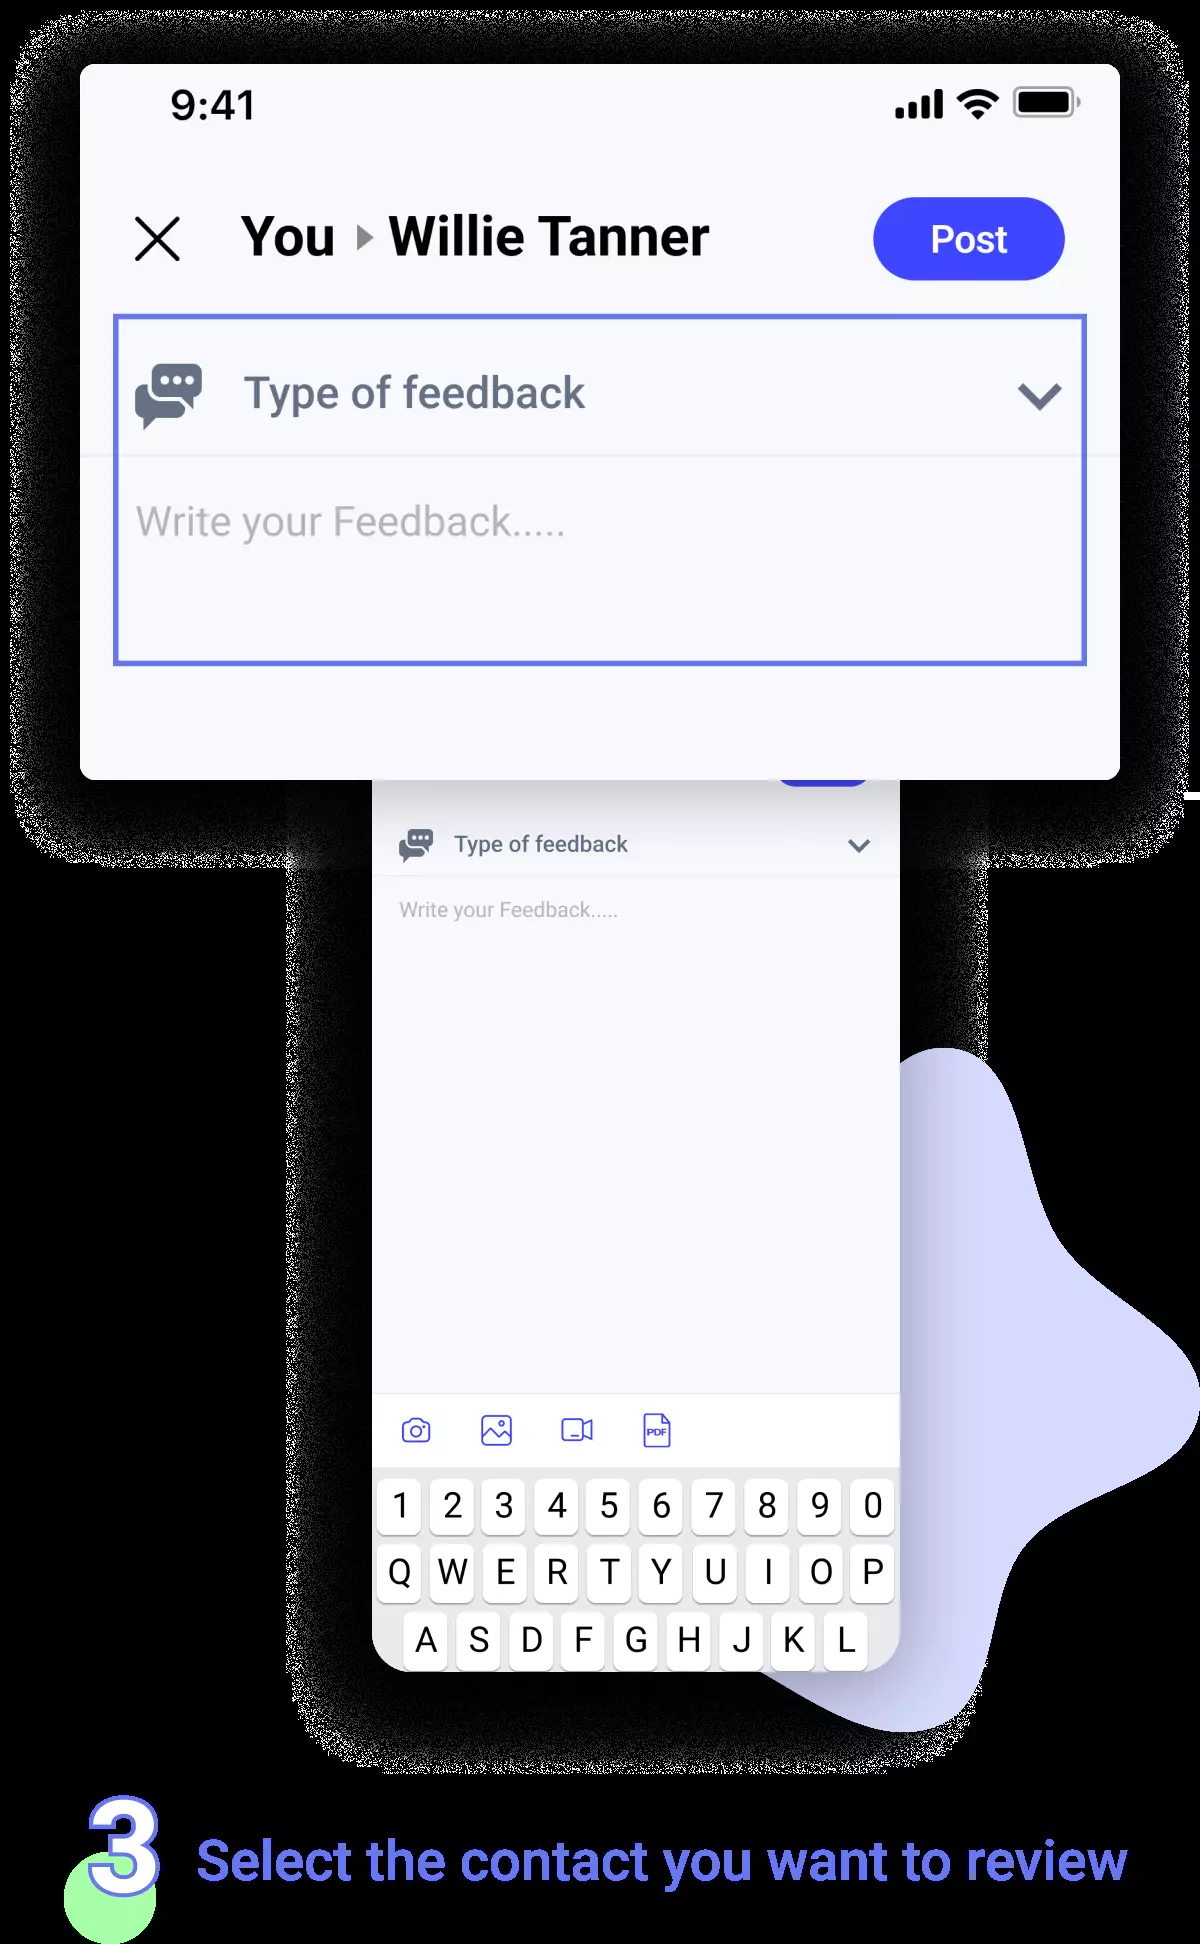 9:41
You Willie Tanner Post
Type of feedback
Write your Feedback.....
Type of feedback
Write your Feedback.....
PDF
1 2 3 4 5 6 7 8 9 0
Q W E R T Y U I O P
A S D F G H J K L
3 Select the contact you want to review